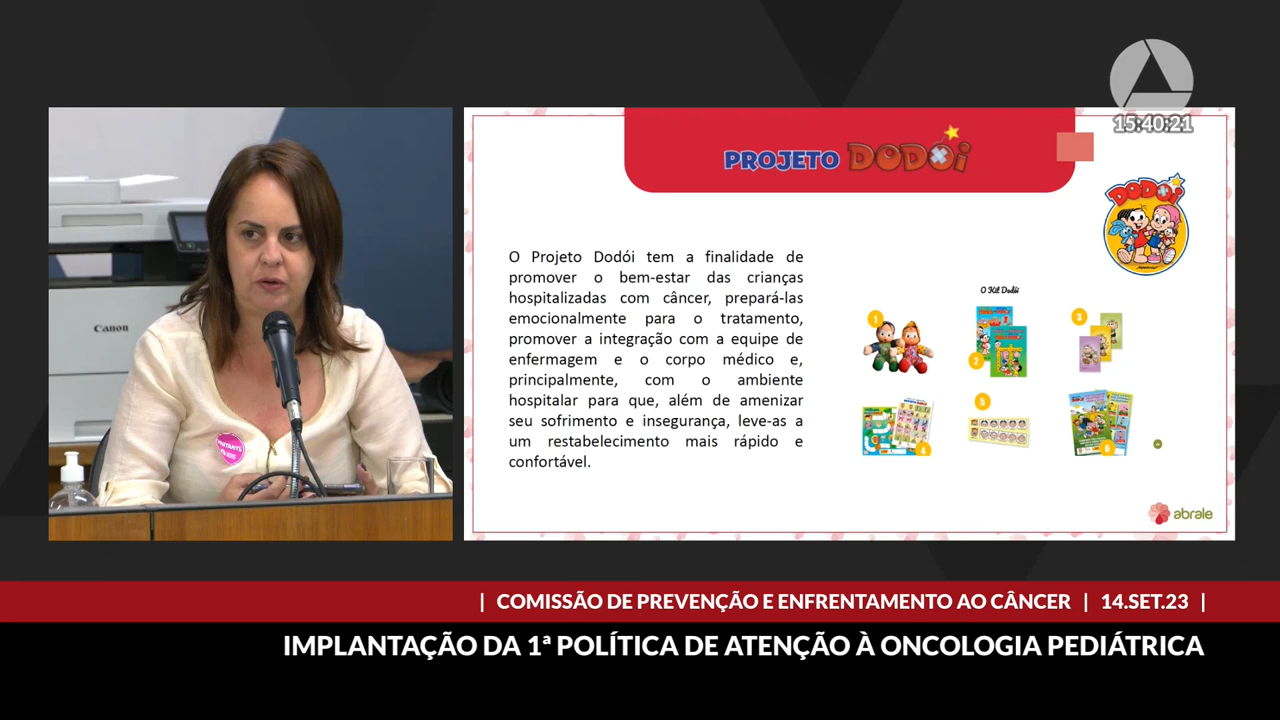 15:40:21
PROJETO DODÓI
DODÓI
O Projeto Dodói tem a finalidade de
promover o bem-estar das crianças
hospitalizadas com câncer, prepará-las
emocionalmente para o tratamento,
promover a integração com a equipe de
enfermagem e o corpo médico e,
principalmente, com o ambiente
hospitalar para que, além de amenizar
seu sofrimento e insegurança, leve-as a
um restabelecimento mais rápido e
confortável.
O Kit Dodói
1
2
3
4
5
6
abrale
Canon
| COMISSÃO DE PREVENÇÃO E ENFRENTAMENTO AO CÂNCER | 14.SET.23 |
IMPLANTAÇÃO DA 1ª POLÍTICA DE ATENÇÃO À ONCOLOGIA PEDIÁTRICA